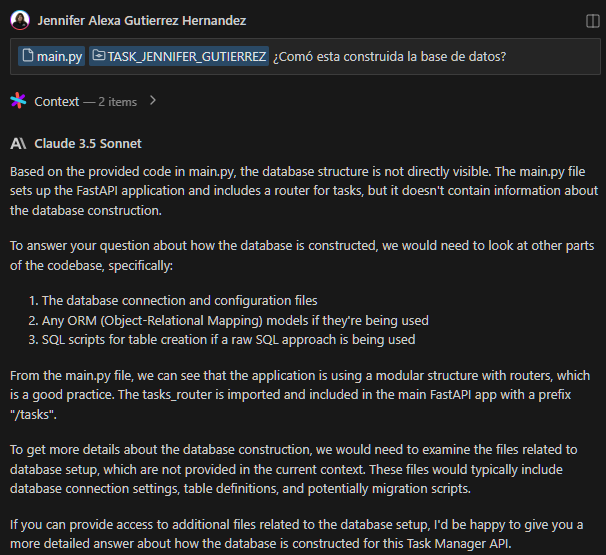 Jennifer Alexa Gutierrez Hernandez
main.py TASK_JENNIFER_GUTIERREZ ¿Comó esta construida la base de datos?
Context — 2 items
Claude 3.5 Sonnet
Based on the provided code in main.py, the database structure is not directly visible. The main.py file
sets up the FastAPI application and includes a router for tasks, but it doesn't contain information about
the database construction.
To answer your question about how the database is constructed, we would need to look at other parts
of the codebase, specifically:
1. The database connection and configuration files
2. Any ORM (Object-Relational Mapping) models if they're being used
3. SQL scripts for table creation if a raw SQL approach is being used
From the main.py file, we can see that the application is using a modular structure with routers, which
is a good practice. The tasks_router is imported and included in the main FastAPI app with a prefix
"/tasks".
To get more details about the database construction, we would need to examine the files related to
database setup, which are not provided in the current context. These files would typically include
database connection settings, table definitions, and potentially migration scripts.
If you can provide access to additional files related to the database setup, I'd be happy to give you a
more detailed answer about how the database is constructed for this Task Manager API.